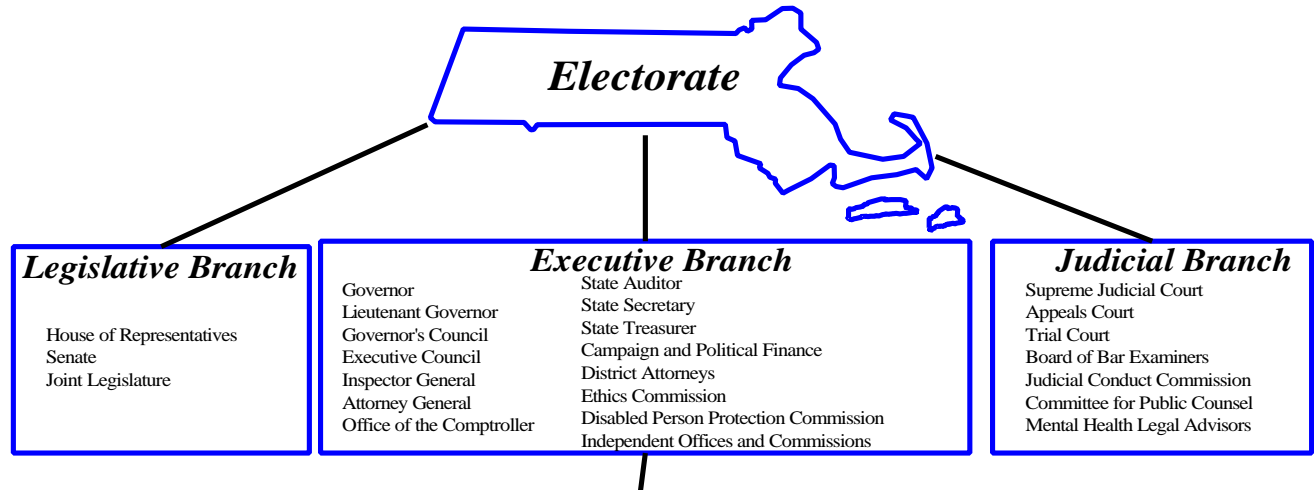 Electorate
Legislative Branch
House of Representatives
Senate
Joint Legislature
Executive Branch
Governor
Lieutenant Governor
Governor's Council
Executive Council
Inspector General
Attorney General
Office of the Comptroller
State Auditor
State Secretary
State Treasurer
Campaign and Political Finance
District Attorneys
Ethics Commission
Disabled Person Protection Commission
Independent Offices and Commissions
Judicial Branch
Supreme Judicial Court
Appeals Court
Trial Court
Board of Bar Examiners
Judicial Conduct Commission
Committee for Public Counsel
Mental Health Legal Advisors